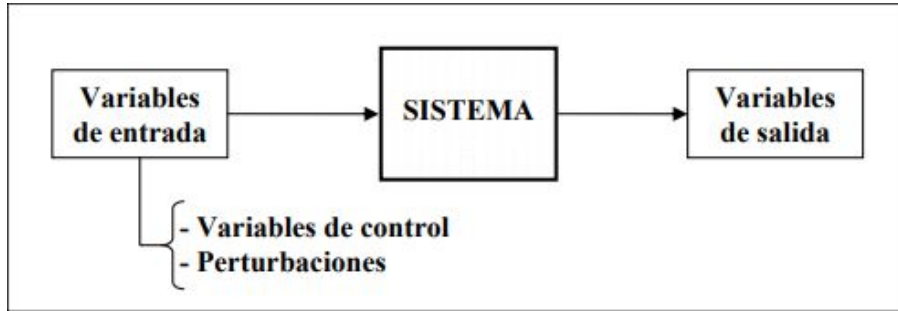 Variables
de entrada
SISTEMA
Variables
de salida
- Variables de control
- Perturbaciones